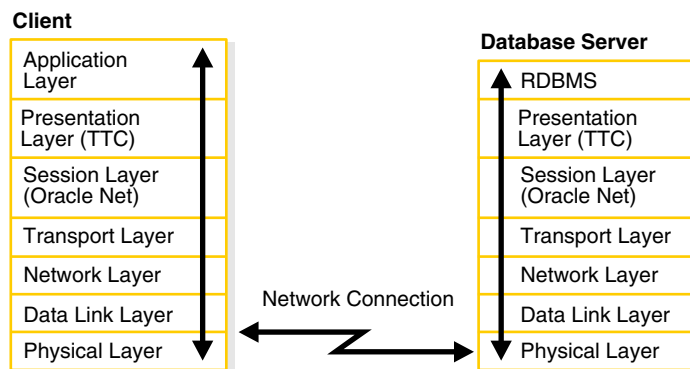 Client
Application
Layer
Presentation
Layer (TTC)
Session Layer
(Oracle Net)
Transport Layer
Network Layer
Data Link Layer
Physical Layer
Network Connection
Database Server
RDBMS
Presentation
Layer (TTC)
Session Layer
(Oracle Net)
Transport Layer
Network Layer
Data Link Layer
Physical Layer